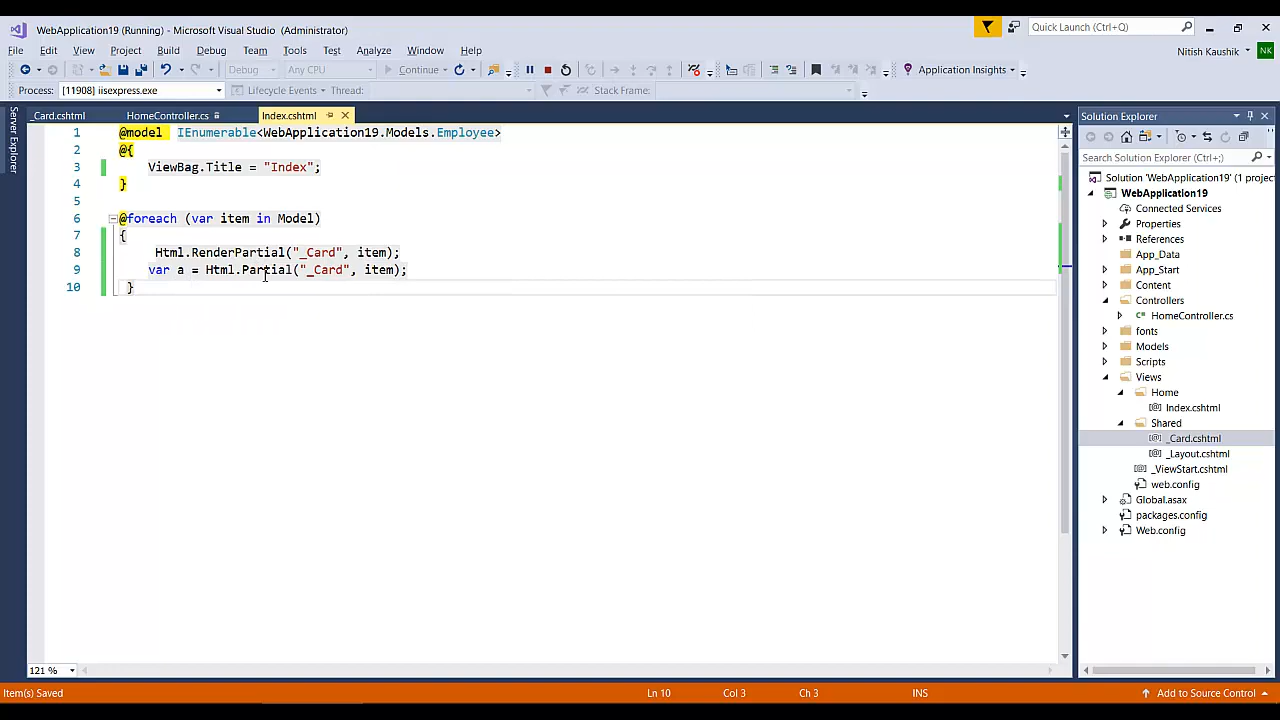 WebApplication19 (Running) - Microsoft Visual Studio (Administrator)
Quick Launch (Ctrl+Q)
File Edit View Project Build Debug Team Tools Test Analyze Window Help
Nitish Kaushik NK
Debug Any CPU Continue Application Insights
Process: [11908] iisexpress.exe Lifecycle Events Thread: Stack Frame:
Server Explorer
_Card.cshtml HomeController.cs Index.cshtml
1 @model IEnumerable<WebApplication19.Models.Employee>
2 @{
3 ViewBag.Title = "Index";
4 }
5
6 @foreach (var item in Model)
7 {
8 Html.RenderPartial("_Card", item);
9 var a = Html.Partial("_Card", item);
10 }
121 %
Solution Explorer
Search Solution Explorer (Ctrl+;)
Solution 'WebApplication19' (1 project
WebApplication19
Connected Services
Properties
References
App_Data
App_Start
Content
Controllers
C# HomeController.cs
fonts
Models
Scripts
Views
Home
Index.cshtml
Shared
_Card.cshtml
_Layout.cshtml
_ViewStart.cshtml
web.config
Global.asax
packages.config
Web.config
Item(s) Saved Ln 10 Col 3 Ch 3 INS Add to Source Control